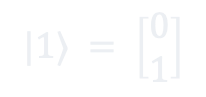 |1⟩ = [0 1]